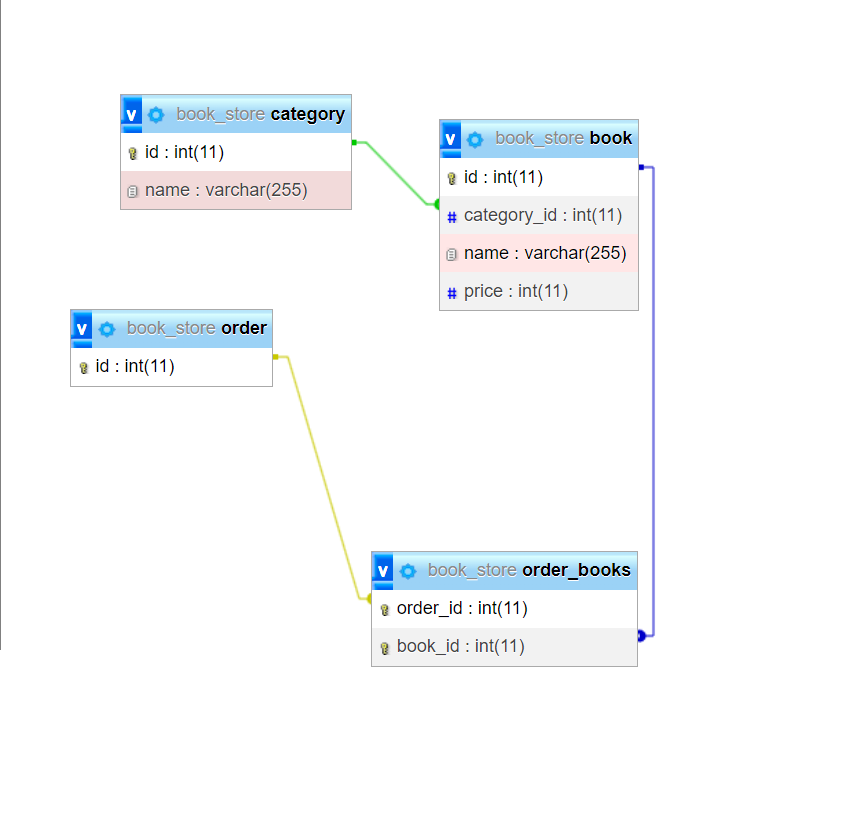 v book_store category
id : int(11)
name : varchar(255)
v book_store book
id : int(11)
# category_id : int(11)
name : varchar(255)
# price : int(11)
v book_store order
id : int(11)
v book_store order_books
order_id : int(11)
book_id : int(11)